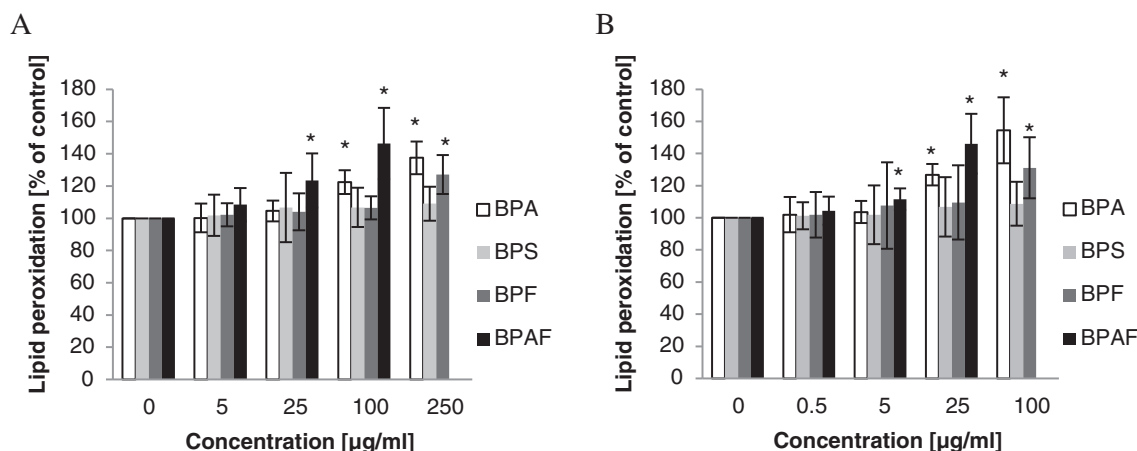 A
Lipid peroxidation [% of control]
180
160
140
120
100
80
60
40
20
0
* * * * *
0 5 25 100 250
Concentration [µg/ml]
BPA
BPS
BPF
BPAF
B
Lipid peroxidation [% of control]
180
160
140
120
100
80
60
40
20
0
* * * * *
0 0.5 5 25 100
Concentration [µg/ml]
BPA
BPS
BPF
BPAF